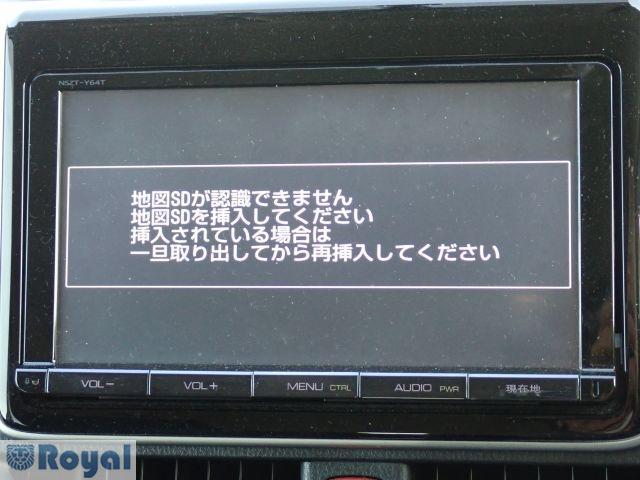 NSZT-Y64T
地図SDが認識できません
地図SDを挿入してください
挿入されている場合は
一旦取り出してから再挿入してください
VOL− VOL+ MENU CTRL AUDIO PWR 現在地
Royal